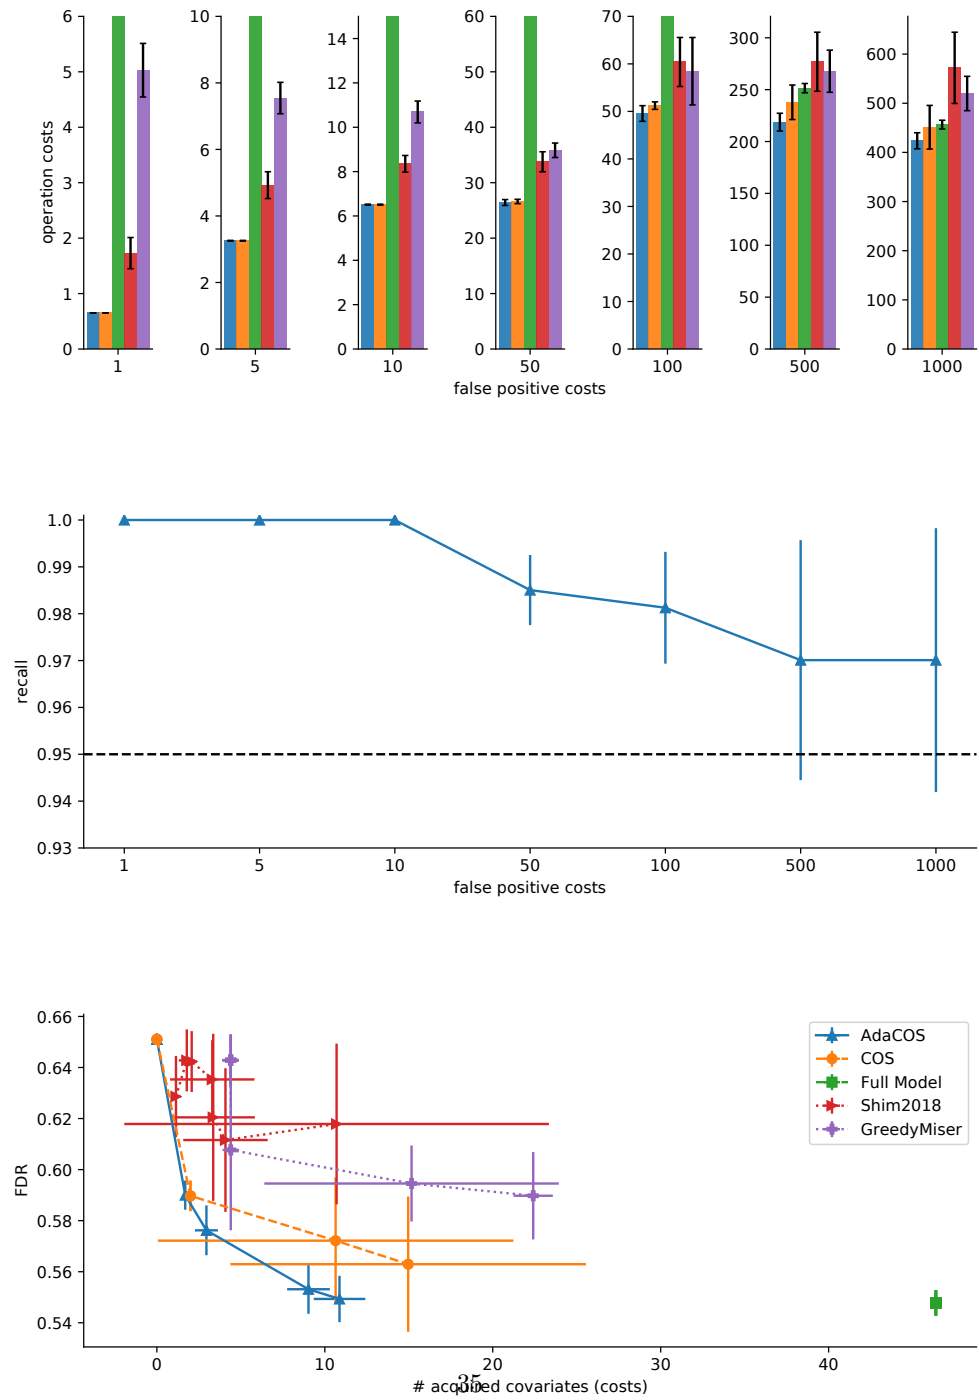 6 5 4 3 2 1 0
10 8 6 4 2 0
14 12 10 8 6 4 2 0
60 50 40 30 20 10 0
70 60 50 40 30 20 10 0
300 250 200 150 100 50 0
600 500 400 300 200 100 0
operation costs
1 5 10 50 100 500 1000
false positive costs
1.0
0.99
0.98
0.97
0.96
0.95
0.94
0.93
recall
1 5 10 50 100 500 1000
false positive costs
0.66
0.64
0.62
0.60
0.58
0.56
0.54
FDR
AdaCOS
COS
Full Model
Shim2018
GreedyMiser
0 10 20 30 40
# acquired covariates (costs)
35